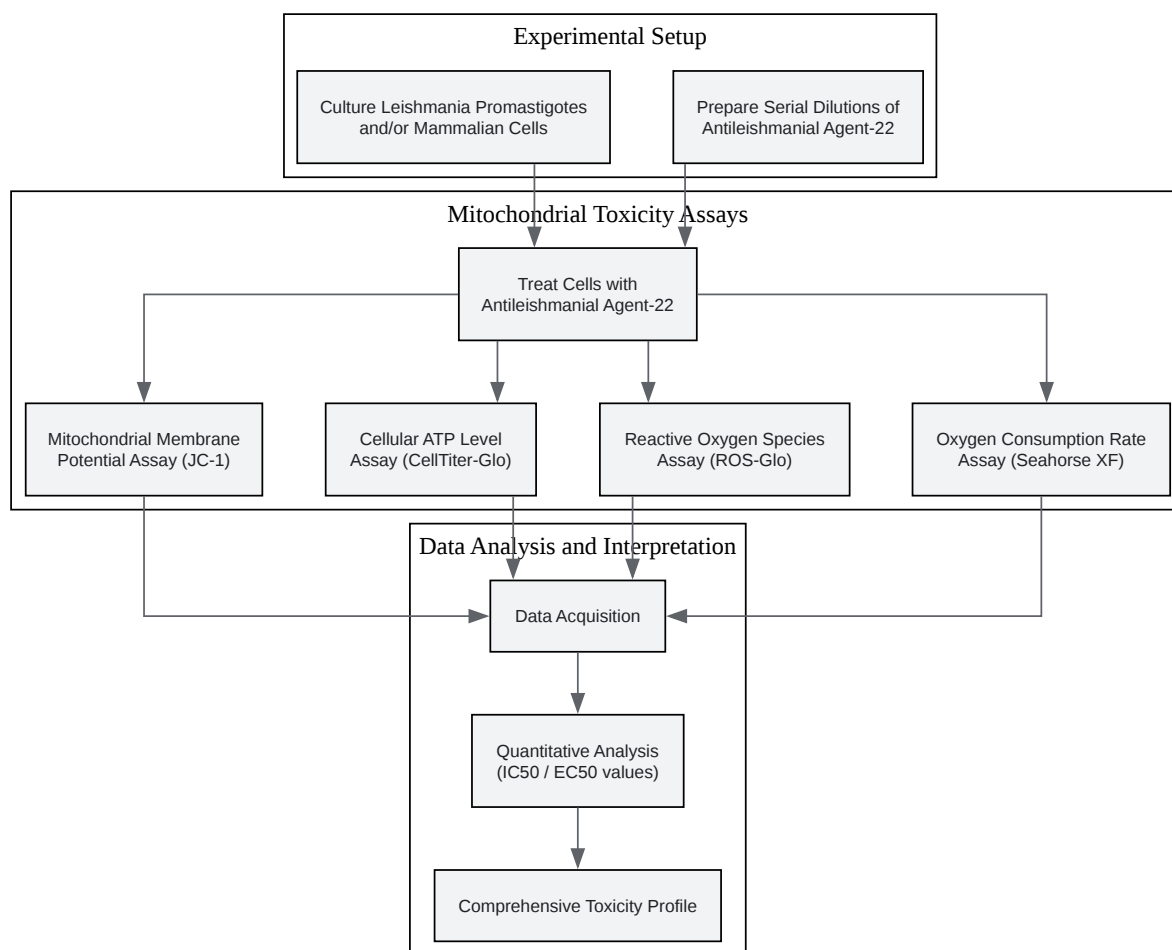 Experimental Setup
Culture Leishmania Promastigotes
and/or Mammalian Cells
Prepare Serial Dilutions of
Antileishmanial Agent-22
Mitochondrial Toxicity Assays
Treat Cells with
Antileishmanial Agent-22
Mitochondrial Membrane
Potential Assay (JC-1)
Cellular ATP Level
Assay (CellTiter-Glo)
Reactive Oxygen Species
Assay (ROS-Glo)
Oxygen Consumption Rate
Assay (Seahorse XF)
Data Analysis and Interpretation
Data Acquisition
Quantitative Analysis
(IC50 / EC50 values)
Comprehensive Toxicity Profile